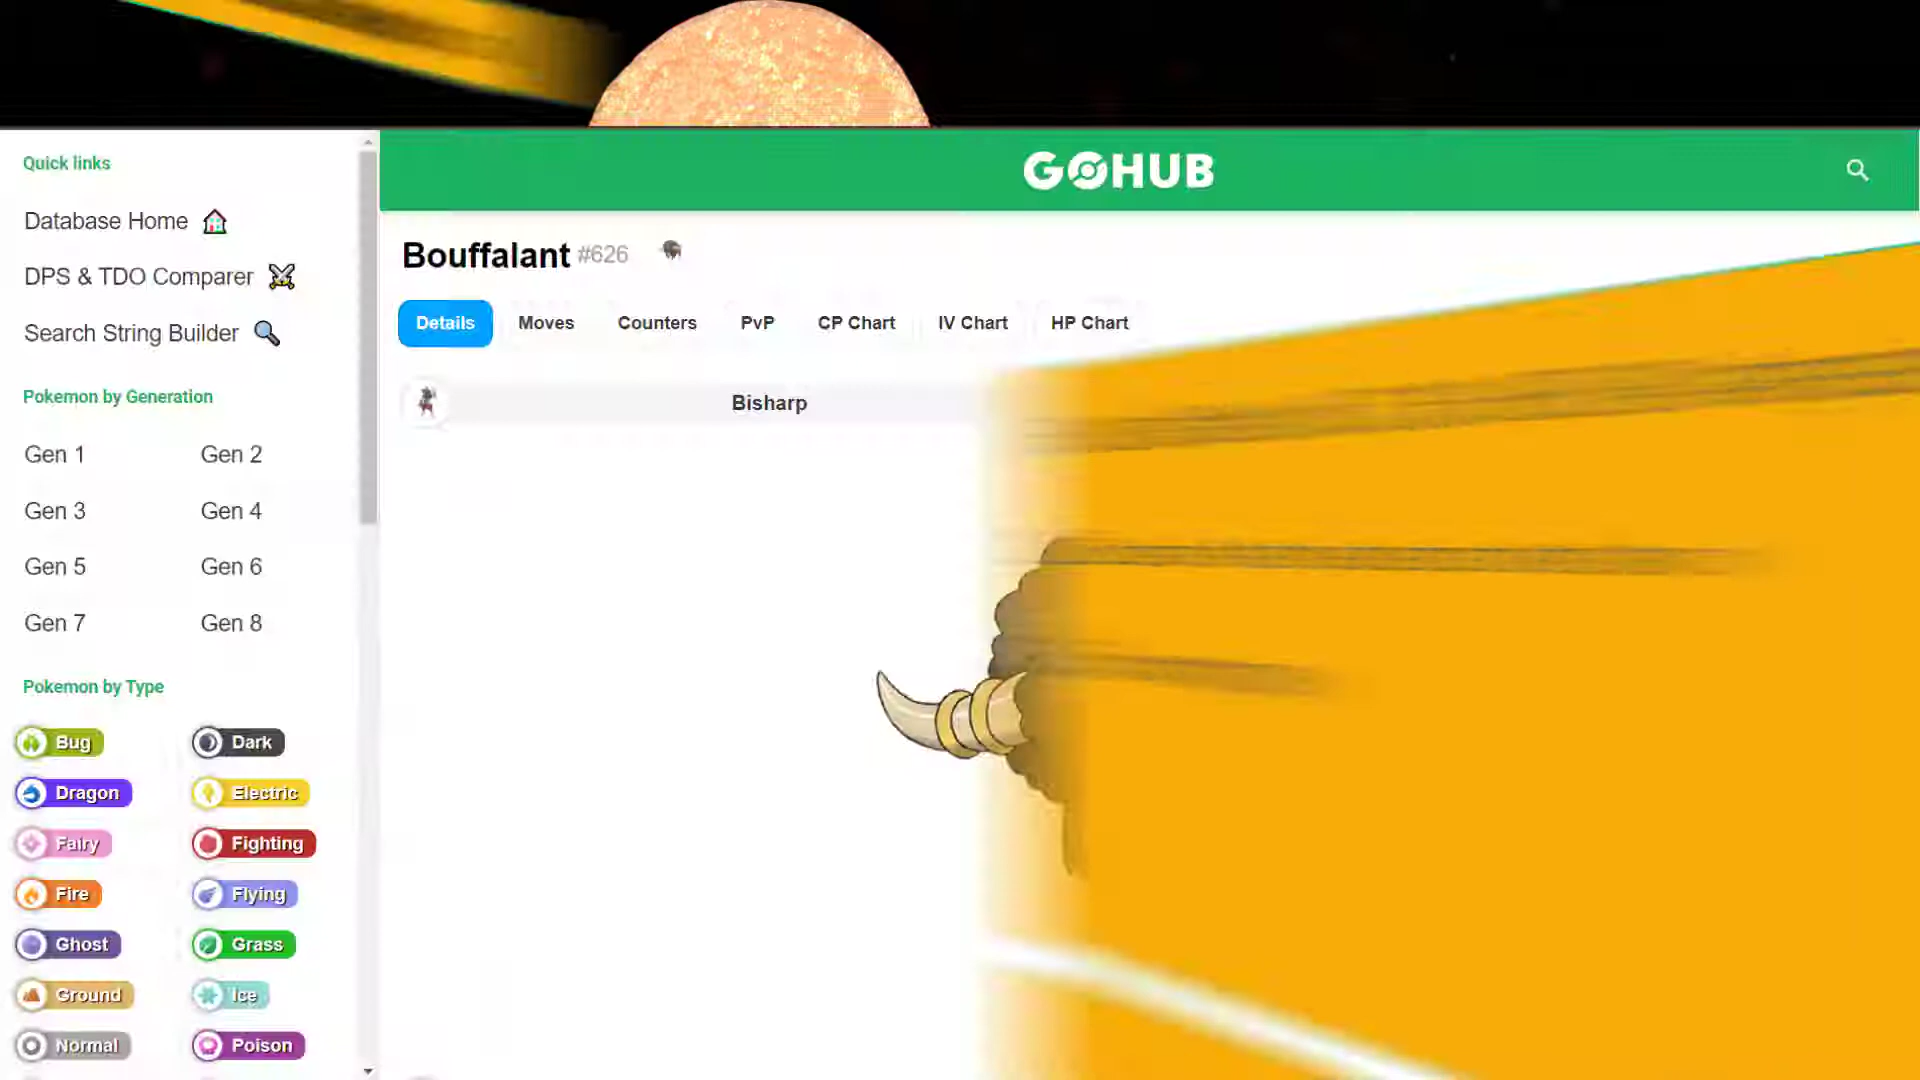 Quick links
GOHUB
Database Home
Bouffalant #626
DPS & TDO Comparer
Details Moves Counters PvP CP Chart IV Chart HP Chart
Search String Builder
Pokemon by Generation
Bisharp
Gen 1 Gen 2
Gen 3 Gen 4
Gen 5 Gen 6
Gen 7 Gen 8
Pokemon by Type
Bug Dark
Dragon Electric
Fairy Fighting
Fire Flying
Ghost Grass
Ground Ice
Normal Poison